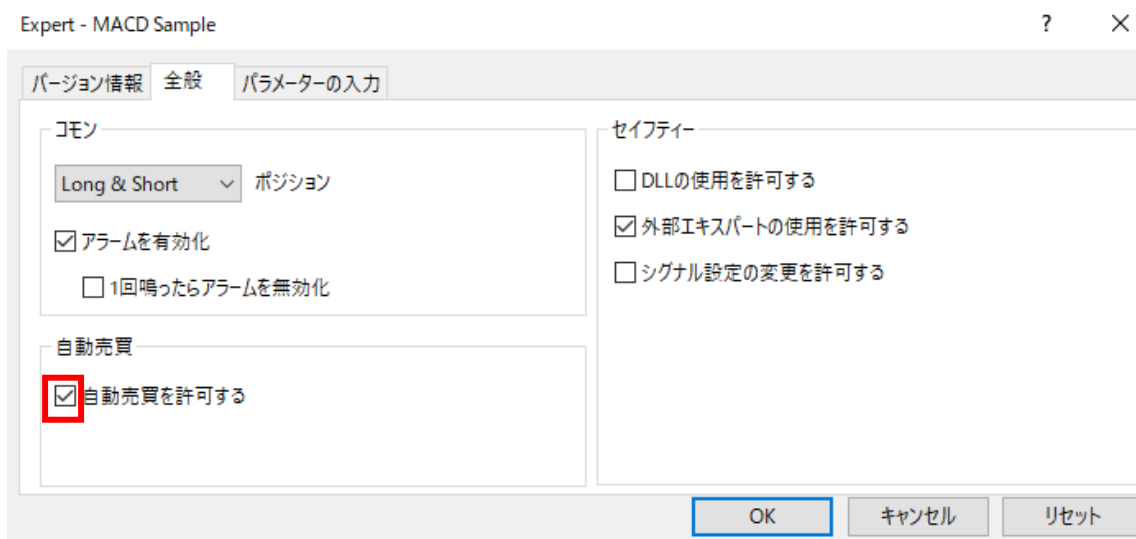 Expert - MACD Sample
バージョン情報 全般 パラメーターの入力
コモン
Long & Short ポジション
アラームを有効化
1回鳴ったらアラームを無効化
自動売買
自動売買を許可する
セイフティー
DLLの使用を許可する
外部エキスパートの使用を許可する
シグナル設定の変更を許可する
OK キャンセル リセット